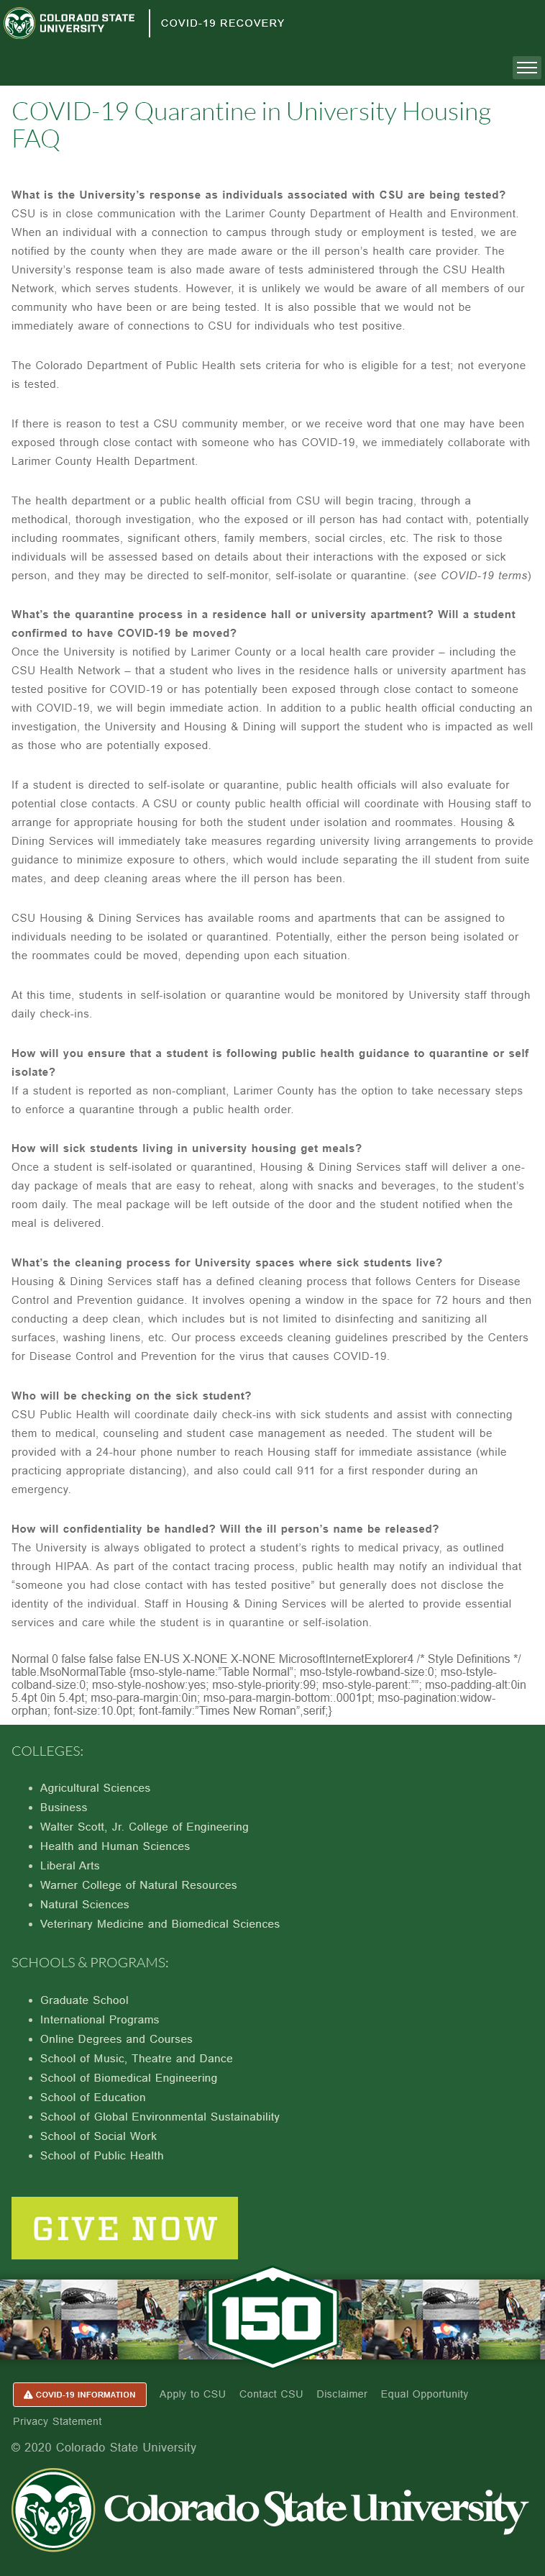 COLORADO STATE
UNIVERSITY
COVID-19 RECOVERY
COVID-19 Quarantine in University Housing
FAQ
What is the University's response as individuals associated with CSU are being tested?
CSU is in close communication with the Larimer County Department of Health and Environment.
When an individual with a connection to campus through study or employment is tested, we are
notified by the county when they are made aware or the ill person's health care provider. The
University's response team is also made aware of tests administered through the CSU Health
Network, which serves students. However, it is unlikely we would be aware of all members of our
community who have been or are being tested. It is also possible that we would not be
immediately aware of connections to CSU for individuals who test positive.
The Colorado Department of Public Health sets criteria for who is eligible for a test; not everyone
is tested.
If there is reason to test a CSU community member, or we receive word that one may have been
exposed through close contact with someone who has COVID-19, we immediately collaborate with
Larimer County Health Department.
The health department or a public health official from CSU will begin tracing, through a
methodical, thorough investigation, who the exposed or ill person has had contact with, potentially
including roommates, significant others, family members, social circles, etc. The risk to those
individuals will be assessed based on details about their interactions with the exposed or sick
person, and they may be directed to self-monitor, self-isolate or quarantine. (see COVID-19 terms)
What's the quarantine process in a residence hall or university apartment? Will a student
confirmed to have COVID-19 be moved?
Once the University is notified by Larimer County or a local health care provider – including the
CSU Health Network – that a student who lives in the residence halls or university apartment has
tested positive for COVID-19 or has potentially been exposed through close contact to someone
with COVID-19, we will begin immediate action. In addition to a public health official conducting an
investigation, the University and Housing & Dining will support the student who is impacted as well
as those who are potentially exposed.
If a student is directed to self-isolate or quarantine, public health officials will also evaluate for
potential close contacts. A CSU or county public health official will coordinate with Housing staff to
arrange for appropriate housing for both the student under isolation and roommates. Housing &
Dining Services will immediately take measures regarding university living arrangements to provide
guidance to minimize exposure to others, which would include separating the ill student from suite
mates, and deep cleaning areas where the ill person has been.
CSU Housing & Dining Services has available rooms and apartments that can be assigned to
individuals needing to be isolated or quarantined. Potentially, either the person being isolated or
the roommates could be moved, depending upon each situation.
At this time, students in self-isolation or quarantine would be monitored by University staff through
daily check-ins.
How will you ensure that a student is following public health guidance to quarantine or self
isolate?
If a student is reported as non-compliant, Larimer County has the option to take necessary steps
to enforce a quarantine through a public health order.
How will sick students living in university housing get meals?
Once a student is self-isolated or quarantined, Housing & Dining Services staff will deliver a one-
day package of meals that are easy to reheat, along with snacks and beverages, to the student's
room daily. The meal package will be left outside of the door and the student notified when the
meal is delivered.
What's the cleaning process for University spaces where sick students live?
Housing & Dining Services staff has a defined cleaning process that follows Centers for Disease
Control and Prevention guidance. It involves opening a window in the space for 72 hours and then
conducting a deep clean, which includes but is not limited to disinfecting and sanitizing all
surfaces, washing linens, etc. Our process exceeds cleaning guidelines prescribed by the Centers
for Disease Control and Prevention for the virus that causes COVID-19.
Who will be checking on the sick student?
CSU Public Health will coordinate daily check-ins with sick students and assist with connecting
them to medical, counseling and student case management as needed. The student will be
provided with a 24-hour phone number to reach Housing staff for immediate assistance (while
practicing appropriate distancing), and also could call 911 for a first responder during an
emergency.
How will confidentiality be handled? Will the ill person's name be released?
The University is always obligated to protect a student's rights to medical privacy, as outlined
through HIPAA. As part of the contact tracing process, public health may notify an individual that
"someone you had close contact with has tested positive" but generally does not disclose the
identity of the individual. Staff in Housing & Dining Services will be alerted to provide essential
services and care while the student is in quarantine or self-isolation.
Normal 0 false false false EN-US X-NONE X-NONE MicrosoftInternetExplorer4 /* Style Definitions */
table.MsoNormalTable {mso-style-name:"Table Normal"; mso-tstyle-rowband-size:0; mso-tstyle-
colband-size:0; mso-style-noshow:yes; mso-style-priority:99; mso-style-parent:""; mso-padding-alt:0in
5.4pt 0in 5.4pt; mso-para-margin:0in; mso-para-margin-bottom:.0001pt; mso-pagination:widow-
orphan; font-size:10.0pt; font-family:"Times New Roman",serif;}
COLLEGES:
• Agricultural Sciences
• Business
• Walter Scott, Jr. College of Engineering
• Health and Human Sciences
• Liberal Arts
• Warner College of Natural Resources
• Natural Sciences
• Veterinary Medicine and Biomedical Sciences
SCHOOLS & PROGRAMS:
• Graduate School
• International Programs
• Online Degrees and Courses
• School of Music, Theatre and Dance
• School of Biomedical Engineering
• School of Education
• School of Global Environmental Sustainability
• School of Social Work
• School of Public Health
GIVE NOW
150
COVID-19 INFORMATION Apply to CSU Contact CSU Disclaimer Equal Opportunity
Privacy Statement
© 2020 Colorado State University
Colorado State University